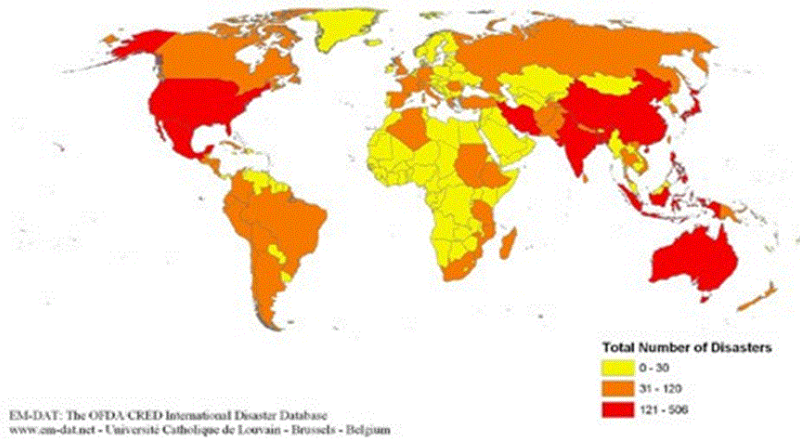 Total Number of Disasters
0 - 30
31 - 120
121 - 506
EM-DAT: The OFDA/CRED International Disaster Database
www.em-dat.net - Université Catholique de Louvain - Brussels - Belgium